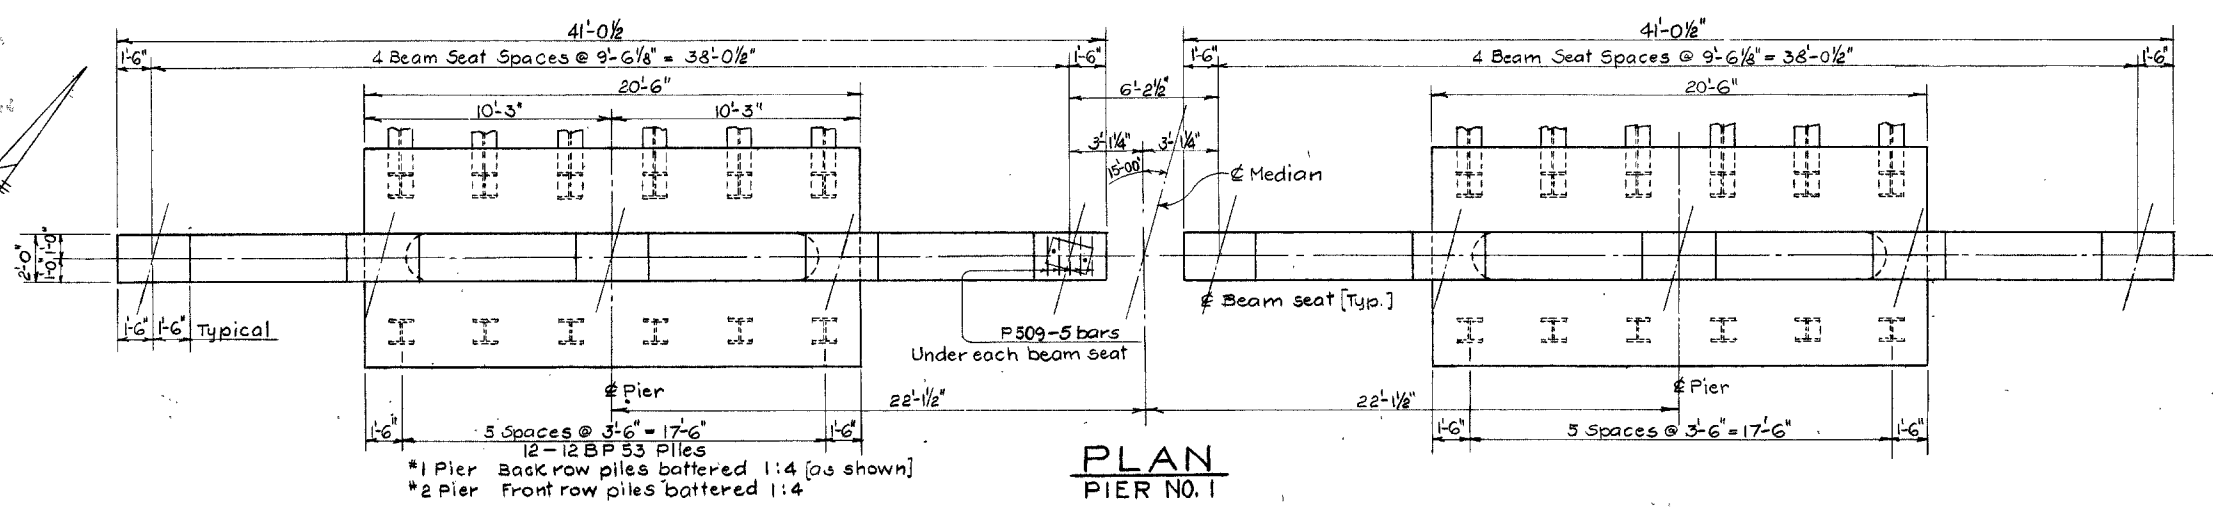 41'-0½" 41'-0½"
1'-6" 4 Beam Seat Spaces @ 9'-6⅛" = 38'-0½" 1'-6" 1'-6" 4 Beam Seat Spaces @ 9'-6⅛" = 38'-0½" 1'-6"
20'-6" 6'-2½" 20'-6"
10'-3" 10'-3"
3'-1¼" 3'-1¼"
15°-00' ℄ Median
2'-0" 1'-0" 1'-0"
℄ Beam seat [Typ.]
1'-6" 1'-6" Typical P509-5 bars
Under each beam seat
℄ Pier ℄ Pier
22'-1½" 22'-1½"
1'-6" 5 Spaces @ 3'-6" = 17'-6" 1'-6" 1'-6" 5 Spaces @ 3'-6" = 17'-6" 1'-6"
12-12 BP 53 Piles
#1 Pier Back row piles battered 1:4 [as shown]
#2 Pier Front row piles battered 1:4
PLAN
PIER NO. 1